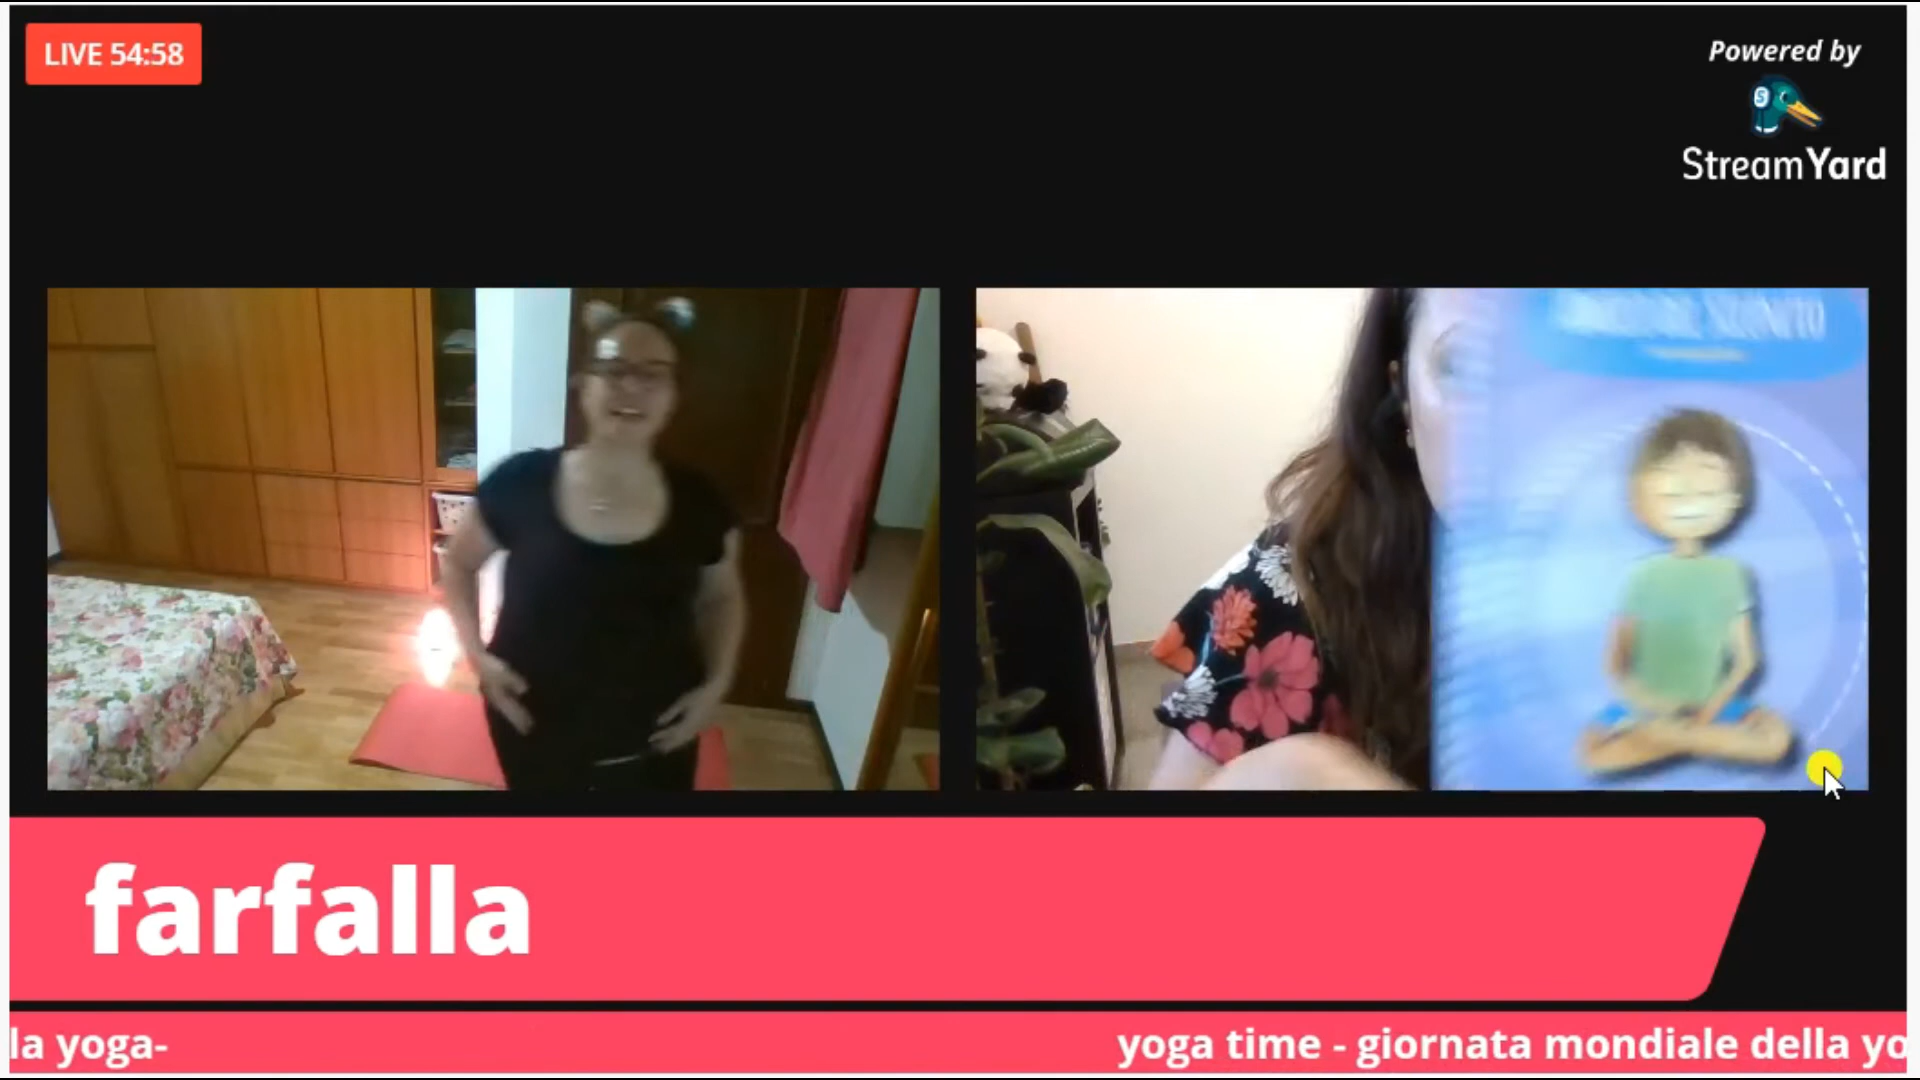 LIVE 54:58
Powered by
S
StreamYard
farfalla
la yoga-
yoga time - giornata mondiale della yo